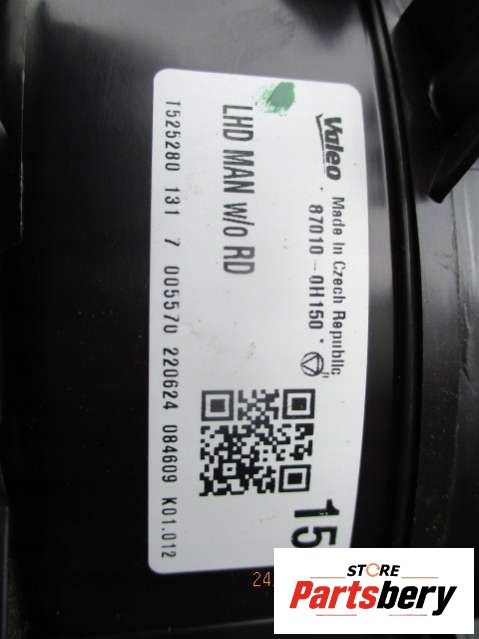 Valeo
Made in Czech Republic
· 87010-0H150 ·
LHD MAN w/o RD
15
T525280 131 7 005570 220624 084609 K01.012
24.
STORE
Partsbery